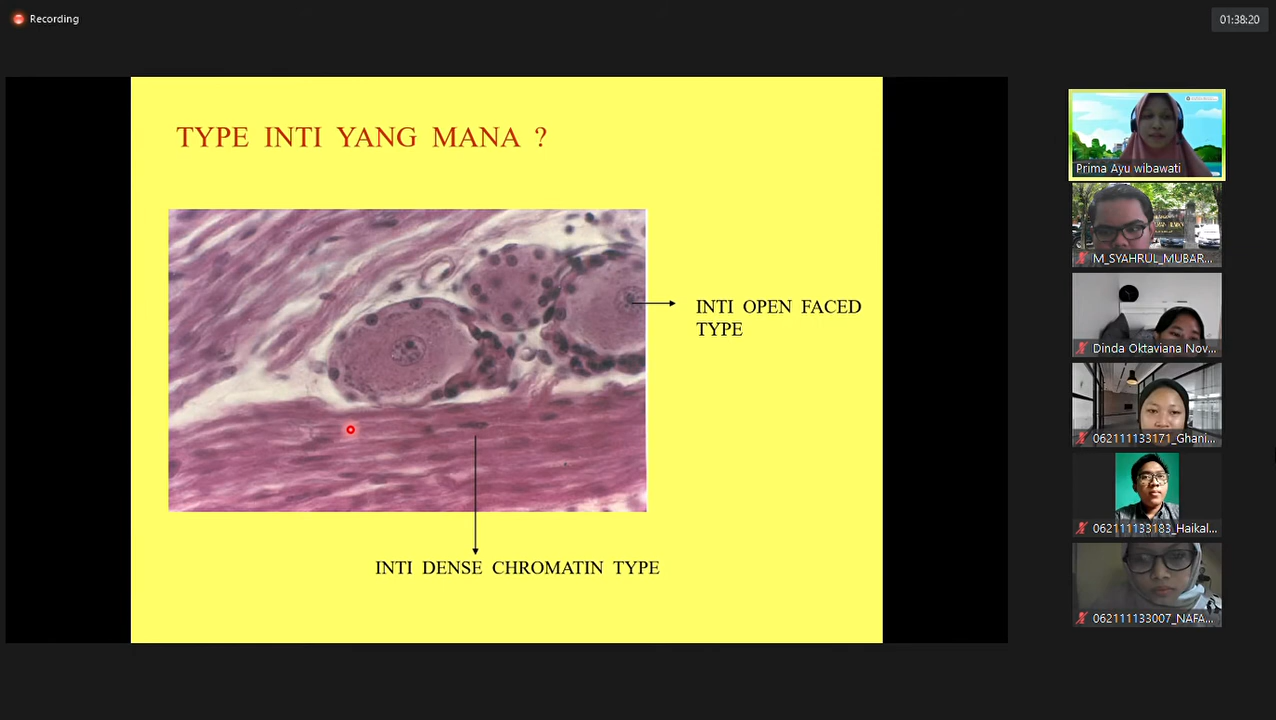 Recording
01:38:20
TYPE INTI YANG MANA ?
INTI OPEN FACED
TYPE
INTI DENSE CHROMATIN TYPE
Prima Ayu wibawati
M_SYAHRUL_MUBAR...
Dinda Oktaviana Nov...
062111133171_Ghani...
062111133183_Haikal...
062111133007_NAFA...